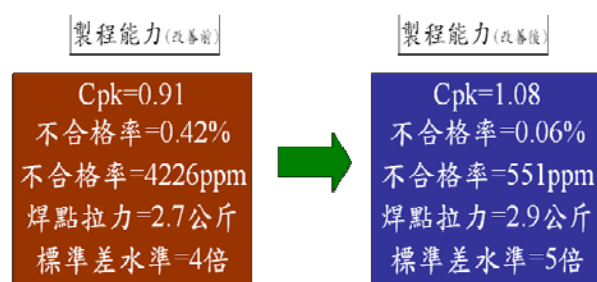 製程能力(改善前)
Cpk=0.91
不合格率=0.42%
不合格率=4226ppm
焊點拉力=2.7公斤
標準差水準=4倍
製程能力(改善後)
Cpk=1.08
不合格率=0.06%
不合格率=551ppm
焊點拉力=2.9公斤
標準差水準=5倍